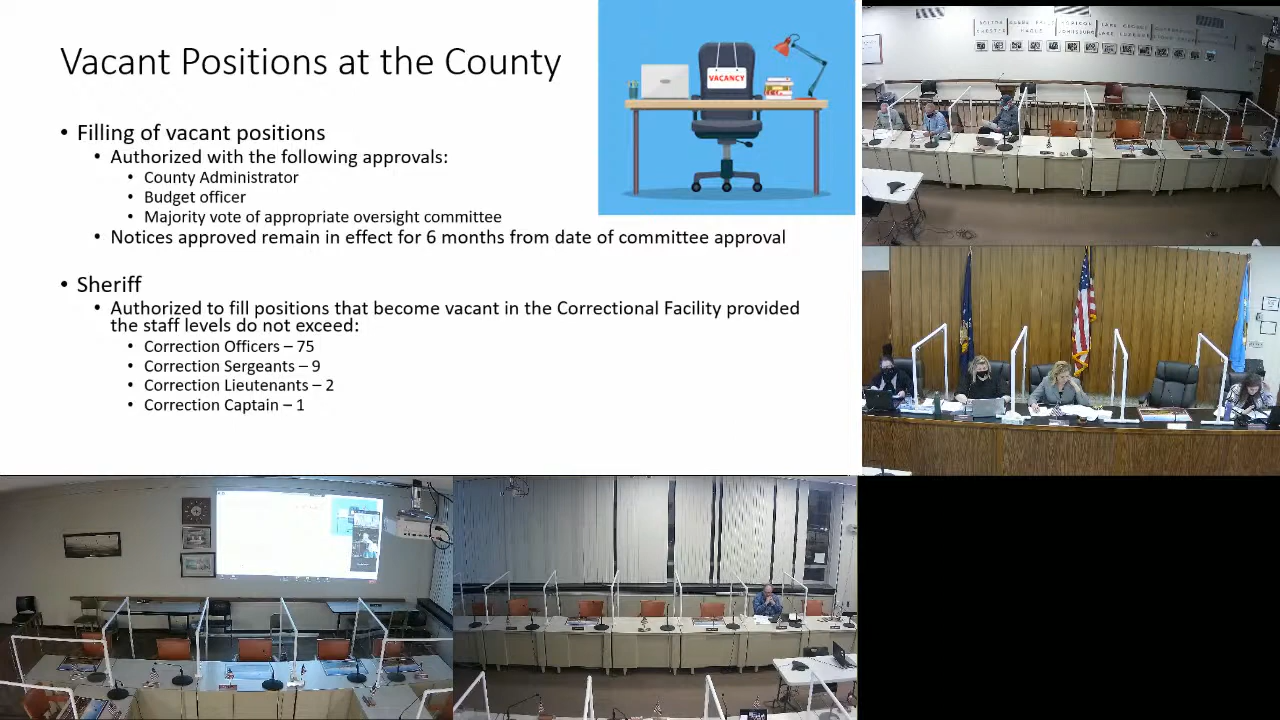 Vacant Positions at the County
VACANCY
• Filling of vacant positions
• Authorized with the following approvals:
• County Administrator
• Budget officer
• Majority vote of appropriate oversight committee
• Notices approved remain in effect for 6 months from date of committee approval
• Sheriff
• Authorized to fill positions that become vacant in the Correctional Facility provided
the staff levels do not exceed:
• Correction Officers – 75
• Correction Sergeants – 9
• Correction Lieutenants – 2
• Correction Captain – 1
CHESTER HAGUE JOHNSBURG